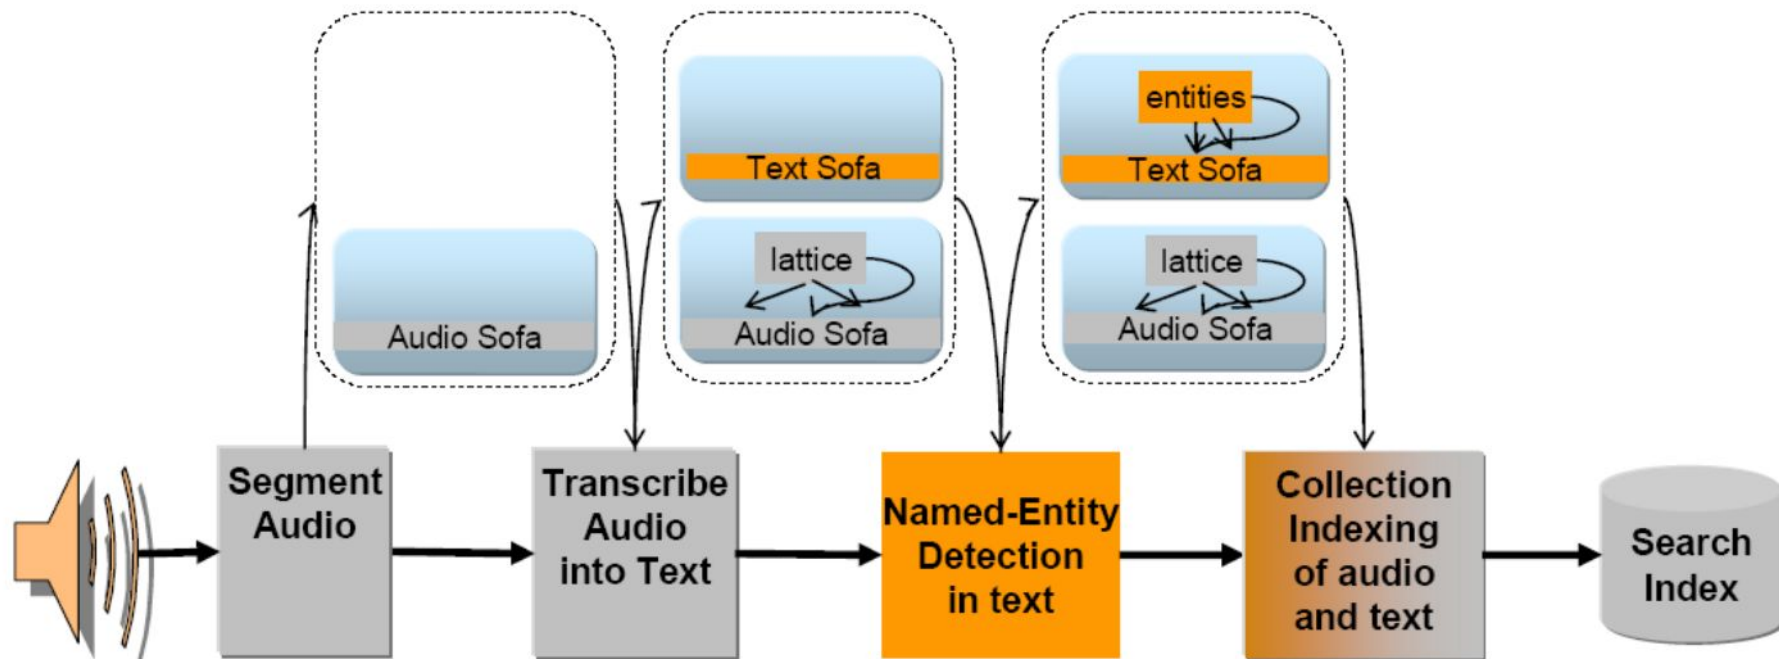 entities
Text Sofa
Text Sofa
lattice
lattice
Audio Sofa
Audio Sofa
Audio Sofa
Segment
Audio
Transcribe
Audio
into Text
Named-Entity
Detection
in text
Collection
Indexing
of audio
and text
Search
Index